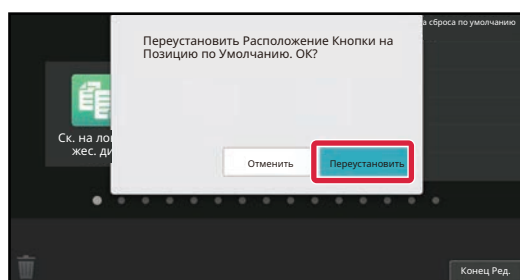 а сброса по умолчанию
Переустановить Расположение Кнопки на
Позицию по Умолчанию. ОК?
Ск. на ло
жес. ди
Отменить
Переустановить
Конец Ред.